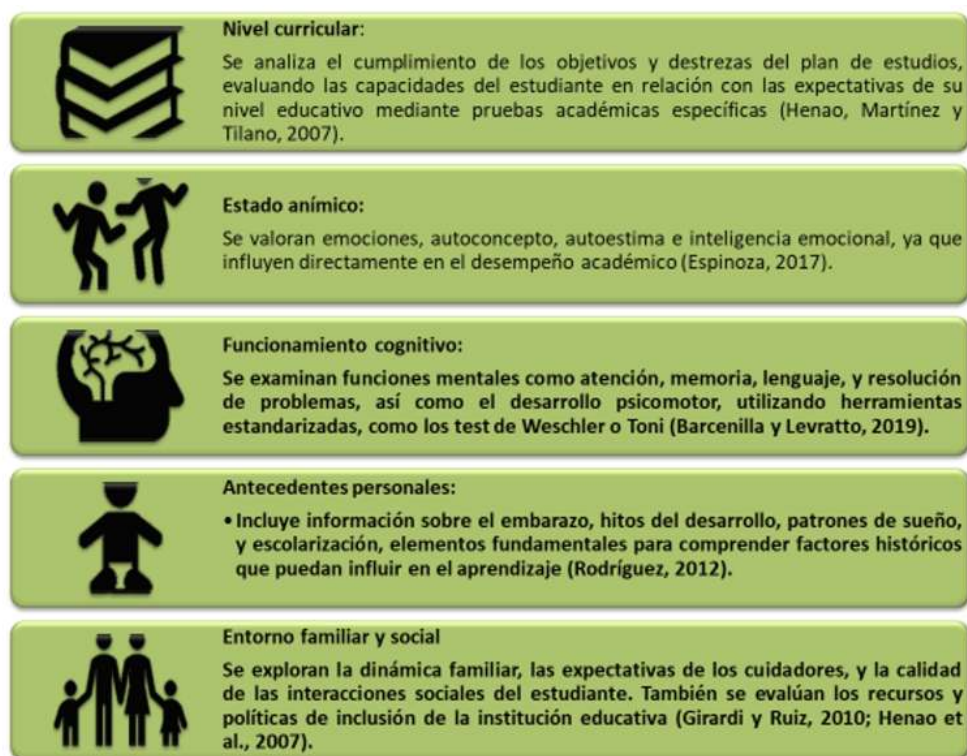 Nivel curricular:
Se analiza el cumplimiento de los objetivos y destrezas del plan de estudios,
evaluando las capacidades del estudiante en relación con las expectativas de su
nivel educativo mediante pruebas académicas específicas (Henao, Martínez y
Tilano, 2007).
Estado anímico:
Se valoran emociones, autoconcepto, autoestima e inteligencia emocional, ya que
influyen directamente en el desempeño académico (Espinoza, 2017).
Funcionamiento cognitivo:
Se examinan funciones mentales como atención, memoria, lenguaje, y resolución
de problemas, así como el desarrollo psicomotor, utilizando herramientas
estandarizadas, como los test de Weschler o Toni (Barcenilla y Levratto, 2019).
Antecedentes personales:
• Incluye información sobre el embarazo, hitos del desarrollo, patrones de sueño,
y escolarización, elementos fundamentales para comprender factores históricos
que puedan influir en el aprendizaje (Rodríguez, 2012).
Entorno familiar y social
Se exploran la dinámica familiar, las expectativas de los cuidadores, y la calidad
de las interacciones sociales del estudiante. También se evalúan los recursos y
políticas de inclusión de la institución educativa (Girardi y Ruiz, 2010; Henao et
al., 2007).